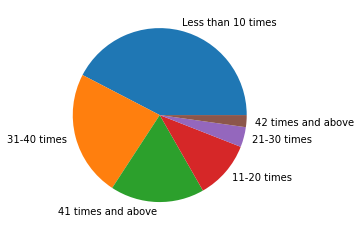 Less than 10 times
31-40 times
42 times and above
21-30 times
11-20 times
41 times and above